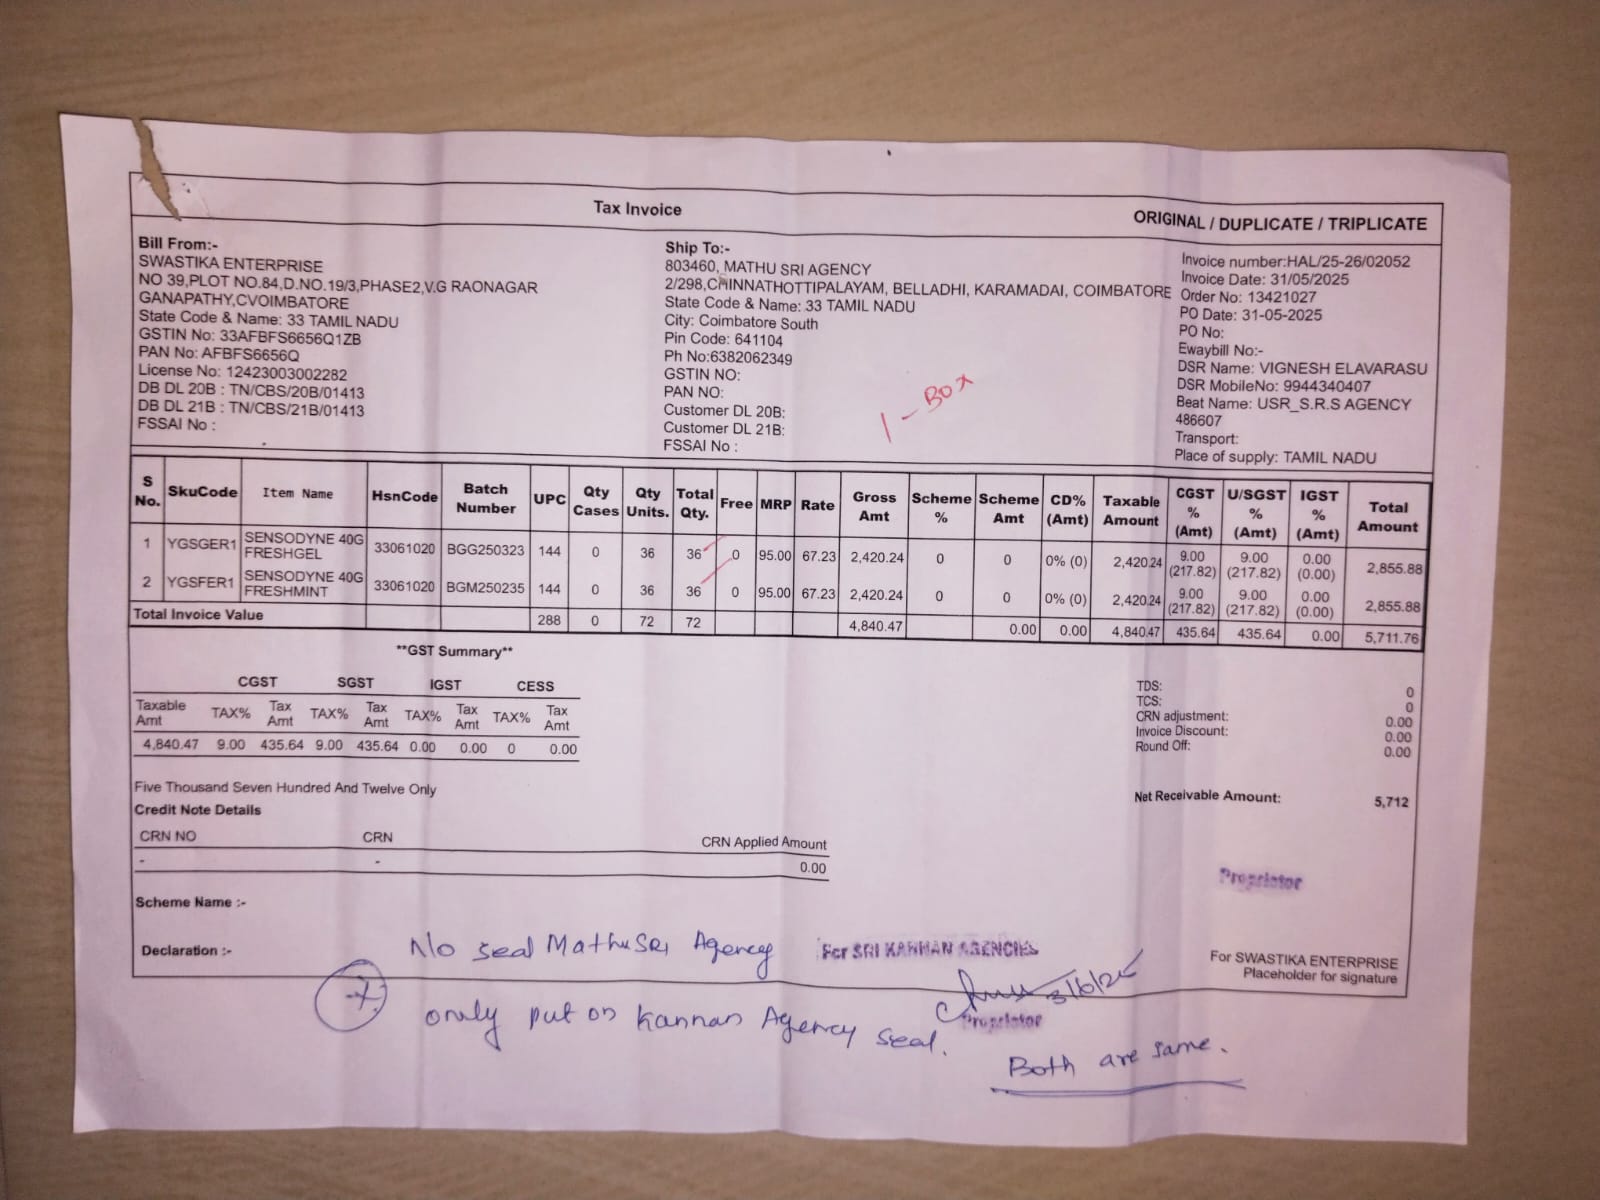 Tax Invoice
ORIGINAL / DUPLICATE / TRIPLICATE
Bill From:-
SWASTIKA ENTERPRISE
NO 39,PLOT NO.84,D.NO.19/3,PHASE2,V.G RAONAGAR
GANAPATHY,CVOIMBATORE
State Code & Name: 33 TAMIL NADU
GSTIN No: 33AFBFS6656Q1ZB
PAN No: AFBFS6656Q
License No: 12423003002282
DB DL 20B : TN/CBS/20B/01413
DB DL 21B : TN/CBS/21B/01413
FSSAI No :
Ship To:-
803460, MATHU SRI AGENCY
2/298,CHINNATHOTTIPALAYAM, BELLADHI, KARAMADAI, COIMBATORE
State Code & Name: 33 TAMIL NADU
City: Coimbatore South
Pin Code: 641104
Ph No:6382062349
GSTIN NO:
PAN NO:
Customer DL 20B:
Customer DL 21B:
FSSAI No :
1 - BOX
Invoice number:HAL/25-26/02052
Invoice Date: 31/05/2025
Order No: 13421027
PO Date: 31-05-2025
PO No:
Ewaybill No:-
DSR Name: VIGNESH ELAVARASU
DSR MobileNo: 9944340407
Beat Name: USR_S.R.S AGENCY
486607
Transport:
Place of supply: TAMIL NADU
S No. SkuCode Item Name HsnCode Batch Number UPC Qty Cases Qty Units. Total Qty. Free MRP Rate Gross Amt Scheme % Scheme Amt CD% (Amt) Taxable Amount CGST % (Amt) U/SGST % (Amt) IGST % (Amt) Total Amount
1 YGSGER1 SENSODYNE 40G FRESHGEL 33061020 BGG250323 144 0 36 36 0 95.00 67.23 2,420.24 0 0 0% (0) 2,420.24 9.00 (217.82) 9.00 (217.82) 0.00 (0.00) 2,855.88
2 YGSFER1 SENSODYNE 40G FRESHMINT 33061020 BGM250235 144 0 36 36 0 95.00 67.23 2,420.24 0 0 0% (0) 2,420.24 9.00 (217.82) 9.00 (217.82) 0.00 (0.00) 2,855.88
Total Invoice Value 288 0 72 72 4,840.47 0.00 0.00 4,840.47 435.64 435.64 0.00 5,711.76
**GST Summary**
CGST SGST IGST CESS
Taxable Amt TAX% Tax Amt TAX% Tax Amt TAX% Tax Amt TAX% Tax Amt
4,840.47 9.00 435.64 9.00 435.64 0.00 0.00 0 0.00
TDS: 0
TCS: 0
CRN adjustment: 0.00
Invoice Discount: 0.00
Round Off: 0.00
Five Thousand Seven Hundred And Twelve Only
Net Receivable Amount: 5,712
Credit Note Details
CRN NO CRN CRN Applied Amount
- - 0.00
Proprietor
Scheme Name :-
Declaration :-
No seal Mathu SRI Agency
For SRI KANNAN AGENCIES
For SWASTIKA ENTERPRISE
Placeholder for signature
3/6/25
only put on Kannan Agency seal.
Proprietor
Both are same.